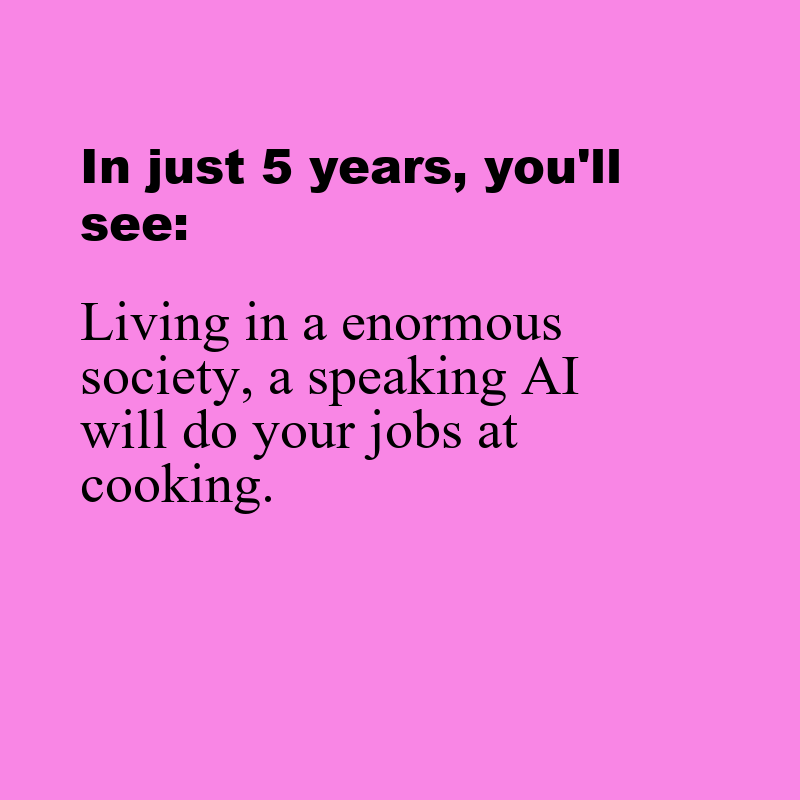 In just 5 years, you'll
see:
Living in a enormous
society, a speaking AI
will do your jobs at
cooking.